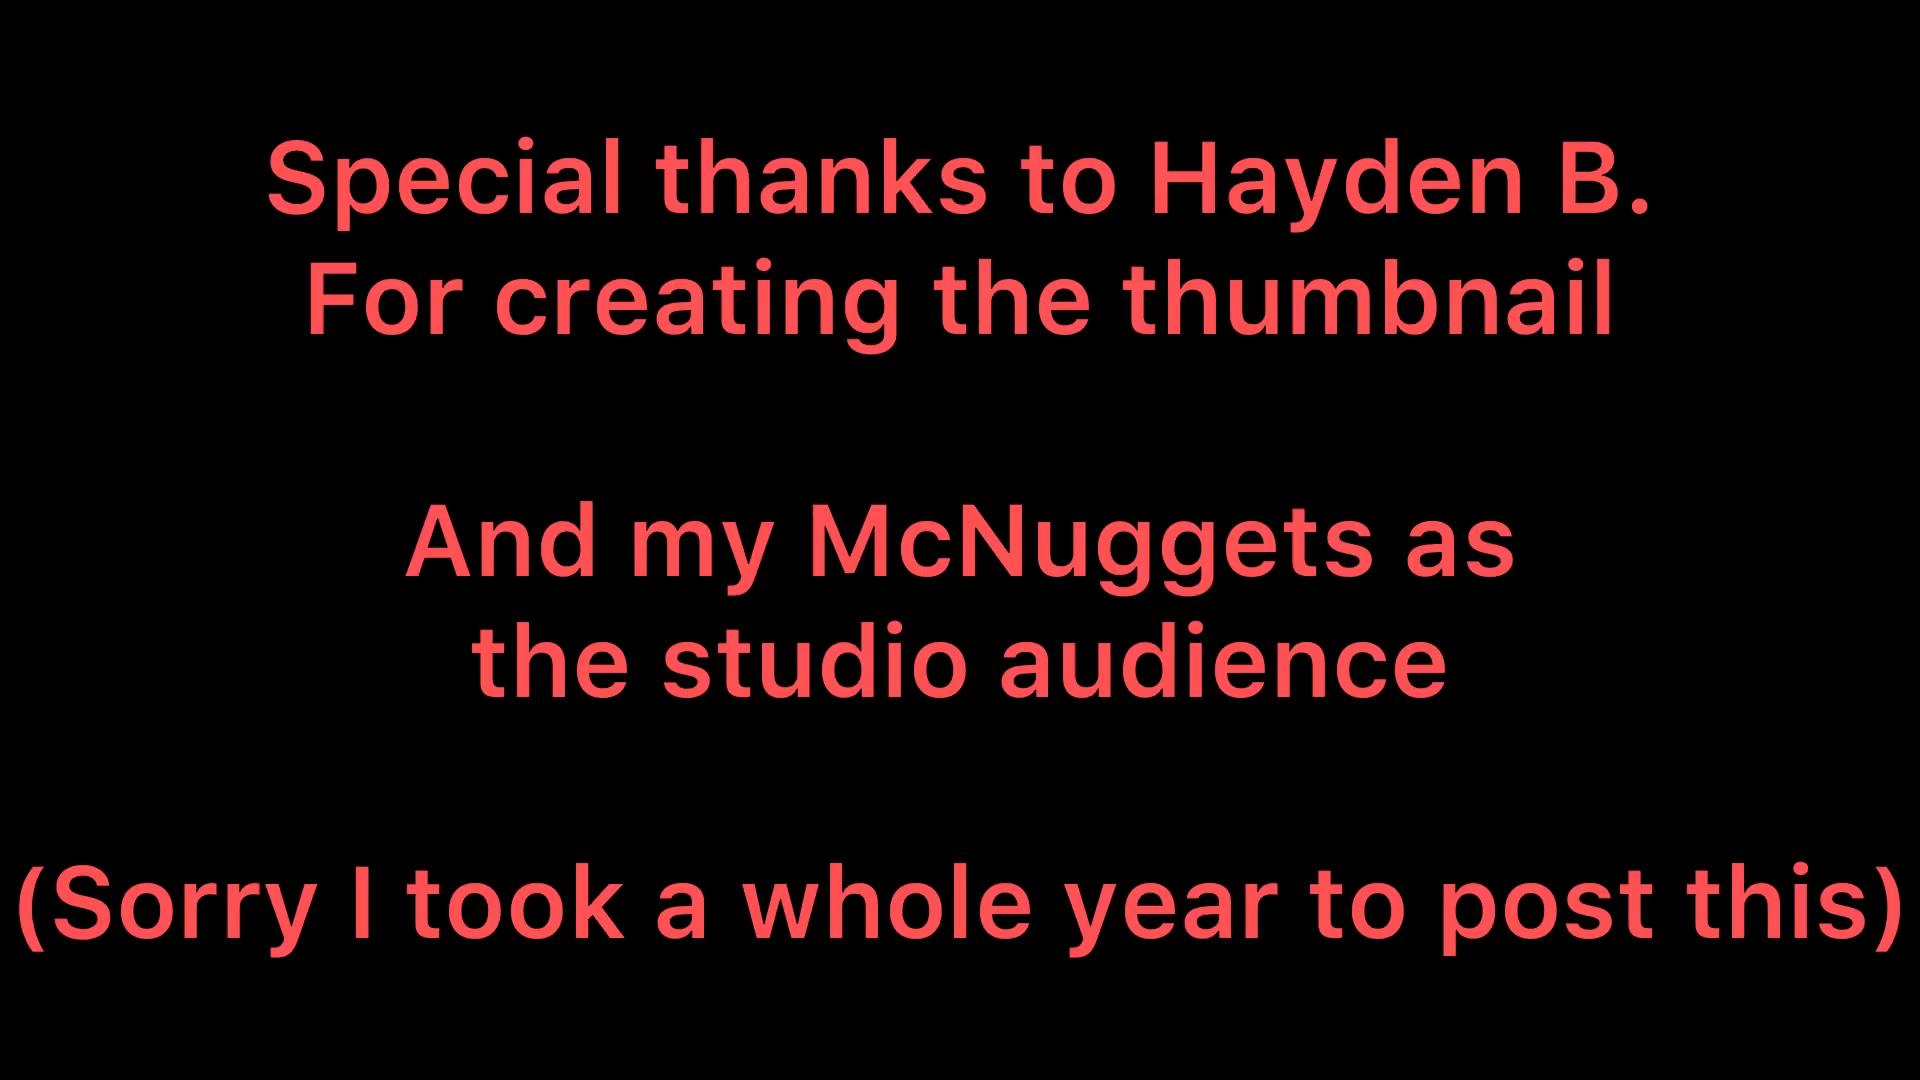 Special thanks to Hayden B.
For creating the thumbnail
And my McNuggets as
the studio audience
(Sorry I took a whole year to post this)